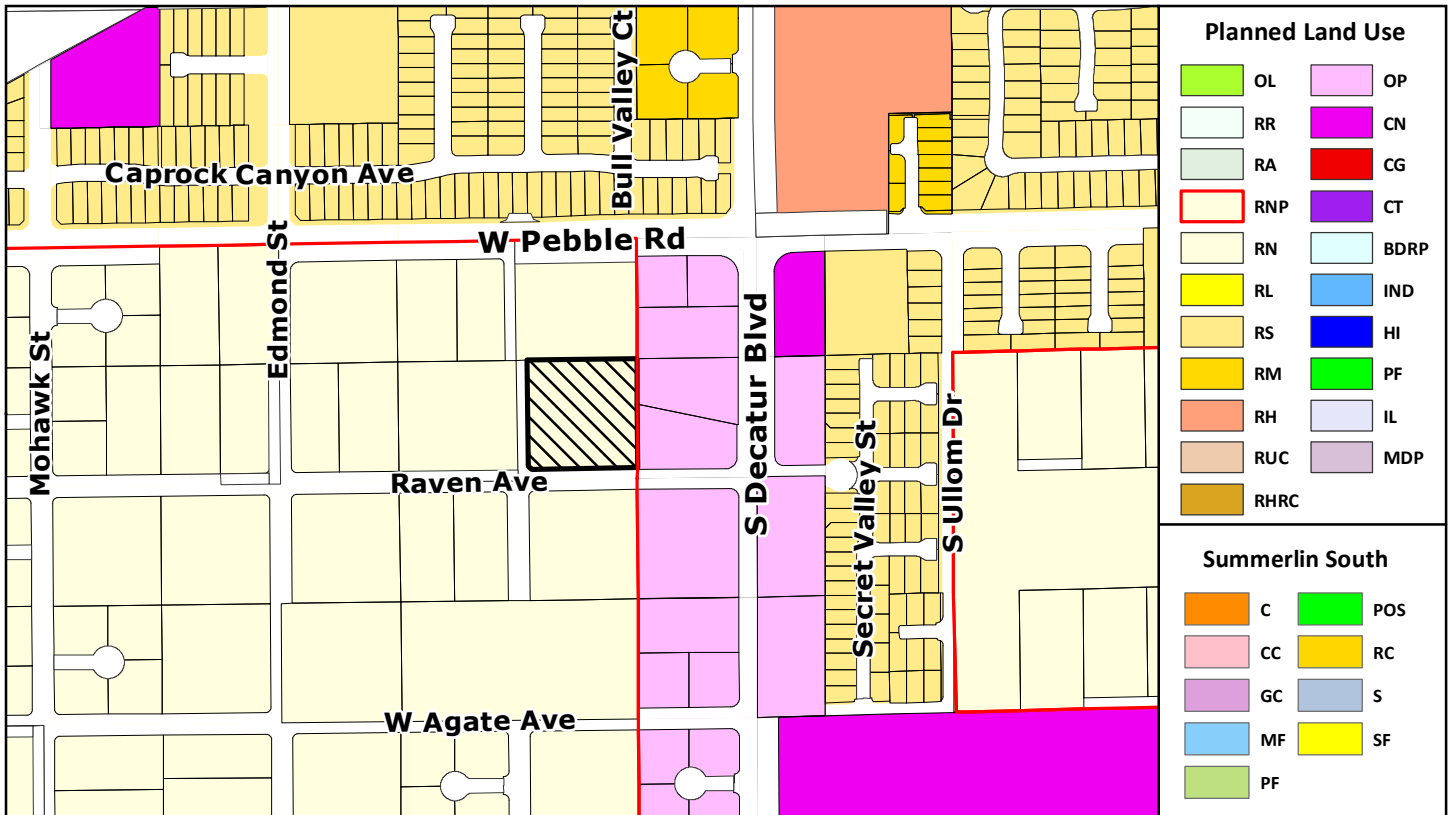 Bull Valley Ct
Caprock Canyon Ave
W Pebble Rd
Edmond St
Mohawk St
S Decatur Blvd
S Ullom Dr
Secret Valley St
Raven Ave
W Agate Ave
Planned Land Use
OL OP
RR CN
RA CG
RNP CT
RN BDRP
RL IND
RS HI
RM PF
RH IL
RUC MDP
RHRC
Summerlin South
C POS
CC RC
GC S
MF SF
PF